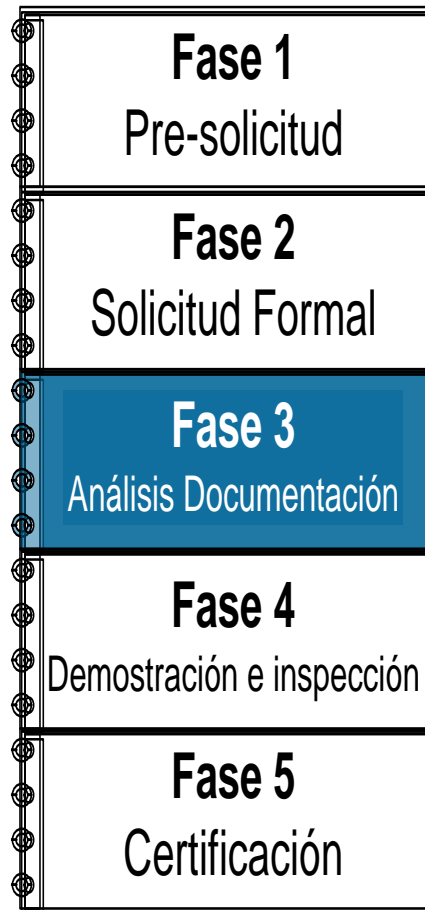 Fase 1
Pre-solicitud
Fase 2
Solicitud Formal
Fase 3
Análisis Documentación
Fase 4
Demostración e inspección
Fase 5
Certificación